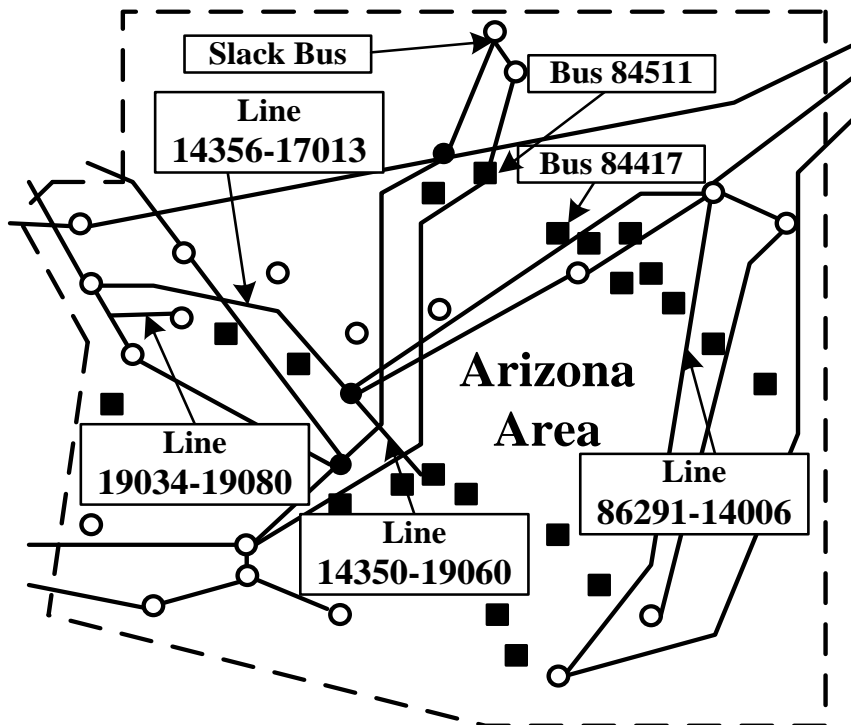 Slack Bus
Bus 84511
Line
14356-17013
Bus 84417
Arizona
Area
Line
19034-19080
Line
86291-14006
Line
14350-19060